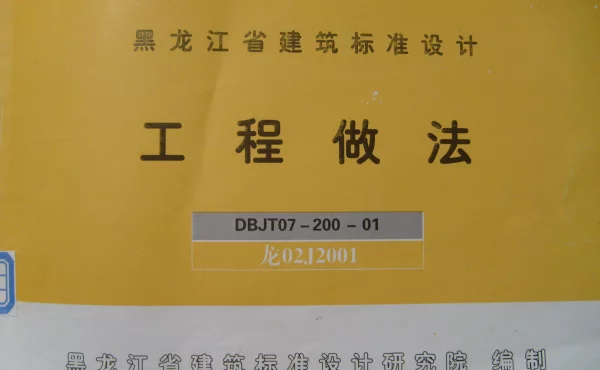 黑龙江省建筑标准设计
工程做法
DBJT07-200-01
龙02J2001
黑龙江省建筑标准设计研究院 编制